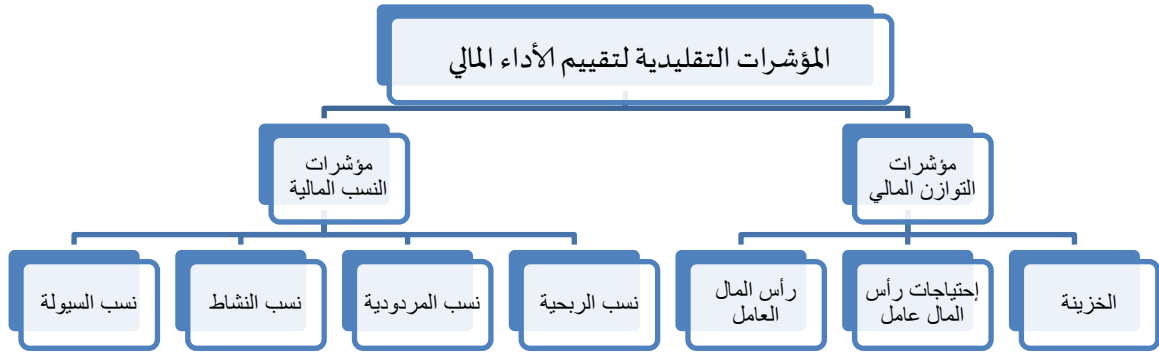 المؤشرات التقليدية لتقييم الأداء المالي
مؤشرات
التوازن المالي
مؤشرات
النسب المالية
الخزينة
إحتياجات رأس
المال عامل
رأس المال
العامل
نسب الربحية
نسب المردودية
نسب النشاط
نسب السيولة